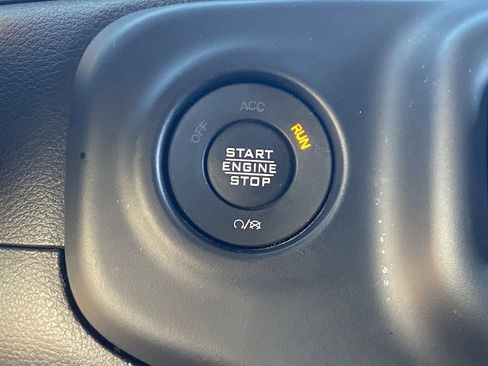 ACC
OFF
RUN
START
ENGINE
STOP